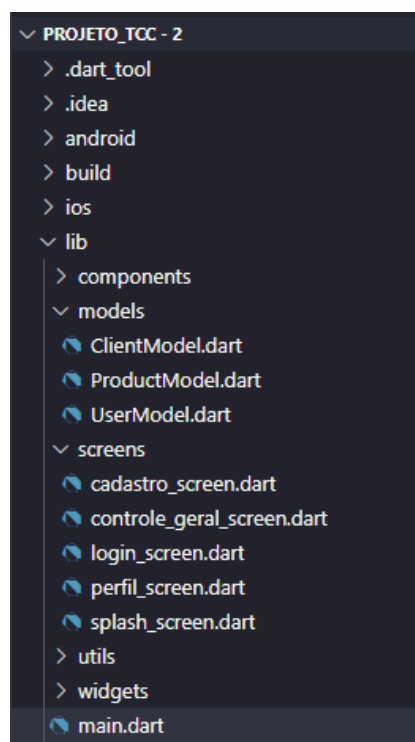 PROJETO_TCC - 2
.dart_tool
.idea
android
build
ios
lib
components
models
ClientModel.dart
ProductModel.dart
UserModel.dart
screens
cadastro_screen.dart
controle_geral_screen.dart
login_screen.dart
perfil_screen.dart
splash_screen.dart
utils
widgets
main.dart